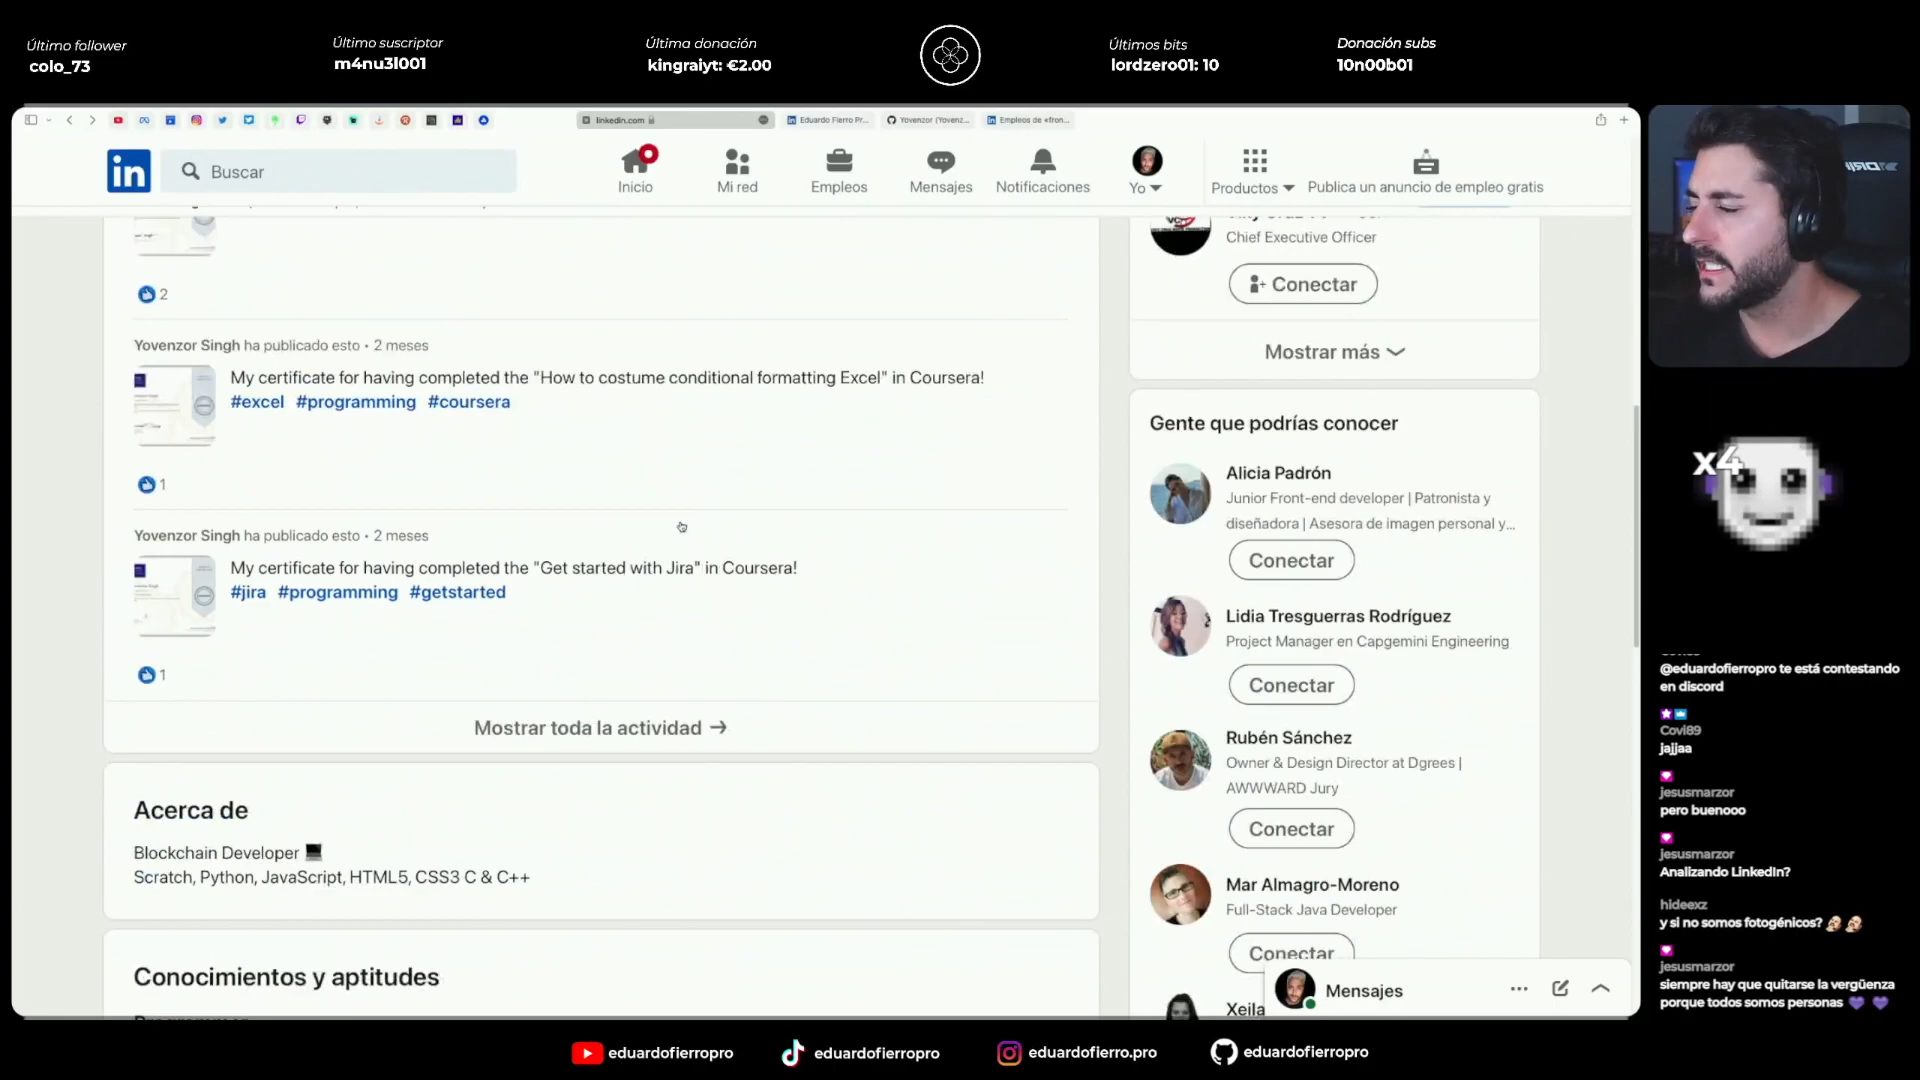 Último follower
colo_73
Último suscriptor
m4nu3l001
Última donación
kingraiyt: €2.00
Últimos bits
lordzero01: 10
Donación subs
10n00b01
linkedin.com
Eduardo Fierro Pr...
Yovenzor (Yovenz...
Empleos de «fron...
in
Buscar
Inicio
Mi red
Empleos
Mensajes
Notificaciones
Yo
Productos
Publica un anuncio de empleo gratis
2
Yovenzor Singh ha publicado esto • 2 meses
My certificate for having completed the "How to costume conditional formatting Excel" in Coursera!
#excel #programming #coursera
1
Yovenzor Singh ha publicado esto • 2 meses
My certificate for having completed the "Get started with Jira" in Coursera!
#jira #programming #getstarted
1
Mostrar toda la actividad →
Acerca de
Blockchain Developer
Scratch, Python, JavaScript, HTML5, CSS3 C & C++
Conocimientos y aptitudes
Chief Executive Officer
Conectar
Mostrar más
Gente que podrías conocer
Alicia Padrón
Junior Front-end developer | Patronista y
diseñadora | Asesora de imagen personal y...
Conectar
Lidia Tresguerras Rodríguez
Project Manager en Capgemini Engineering
Conectar
Rubén Sánchez
Owner & Design Director at Dgrees |
AWWWARD Jury
Conectar
Mar Almagro-Moreno
Full-Stack Java Developer
Conectar
Xeila
Mensajes
x4
@eduardofierropro te está contestando
en discord
Covi89
jajjaa
jesusmarzor
pero buenooo
jesusmarzor
Analizando LinkedIn?
hideexz
y si no somos fotogénicos?
jesusmarzor
siempre hay que quitarse la vergüenza
porque todos somos personas
eduardofierropro
eduardofierropro
eduardofierro.pro
eduardofierropro